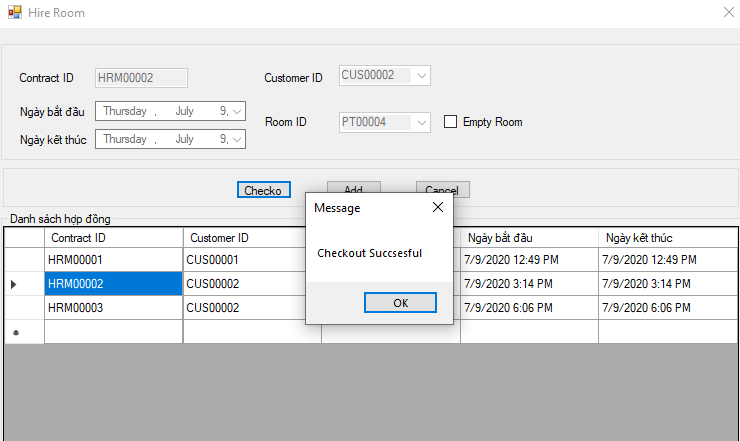 Hire Room
Contract ID HRM00002 Customer ID CUS00002
Ngày bắt đầu Thursday , July 9,
Room ID PT00004 Empty Room
Ngày kết thúc Thursday , July 9,
Checko Add Cancel
Message
Checkout Succsesful
OK
Danh sách hợp đồng
Contract ID Customer ID Ngày bắt đầu Ngày kết thúc
HRM00001 CUS00001 7/9/2020 12:49 PM 7/9/2020 12:49 PM
HRM00002 CUS00002 7/9/2020 3:14 PM 7/9/2020 3:14 PM
HRM00003 CUS00002 7/9/2020 6:06 PM 7/9/2020 6:06 PM